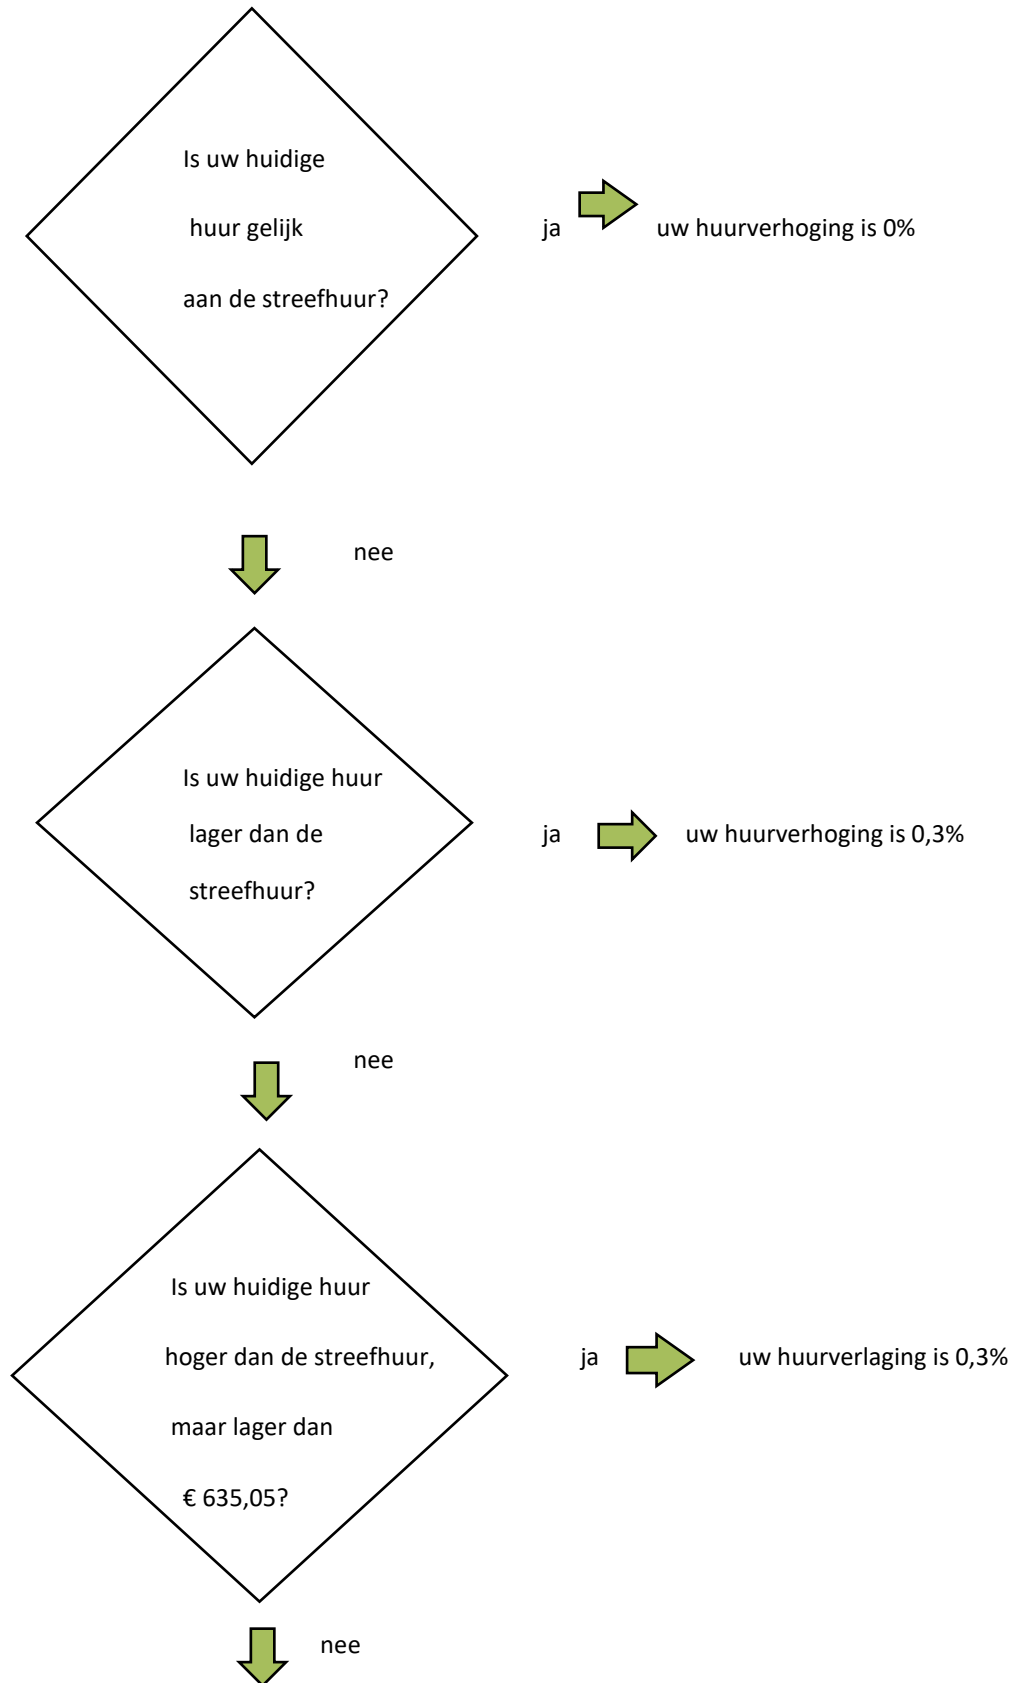 Is uw huidige
huur gelijk
aan de streefhuur?
ja
uw huurverhoging is 0%
nee
Is uw huidige huur
lager dan de
streefhuur?
ja
uw huurverhoging is 0,3%
nee
Is uw huidige huur
hoger dan de streefhuur,
maar lager dan
€ 635,05?
ja
uw huurverlaging is 0,3%
nee